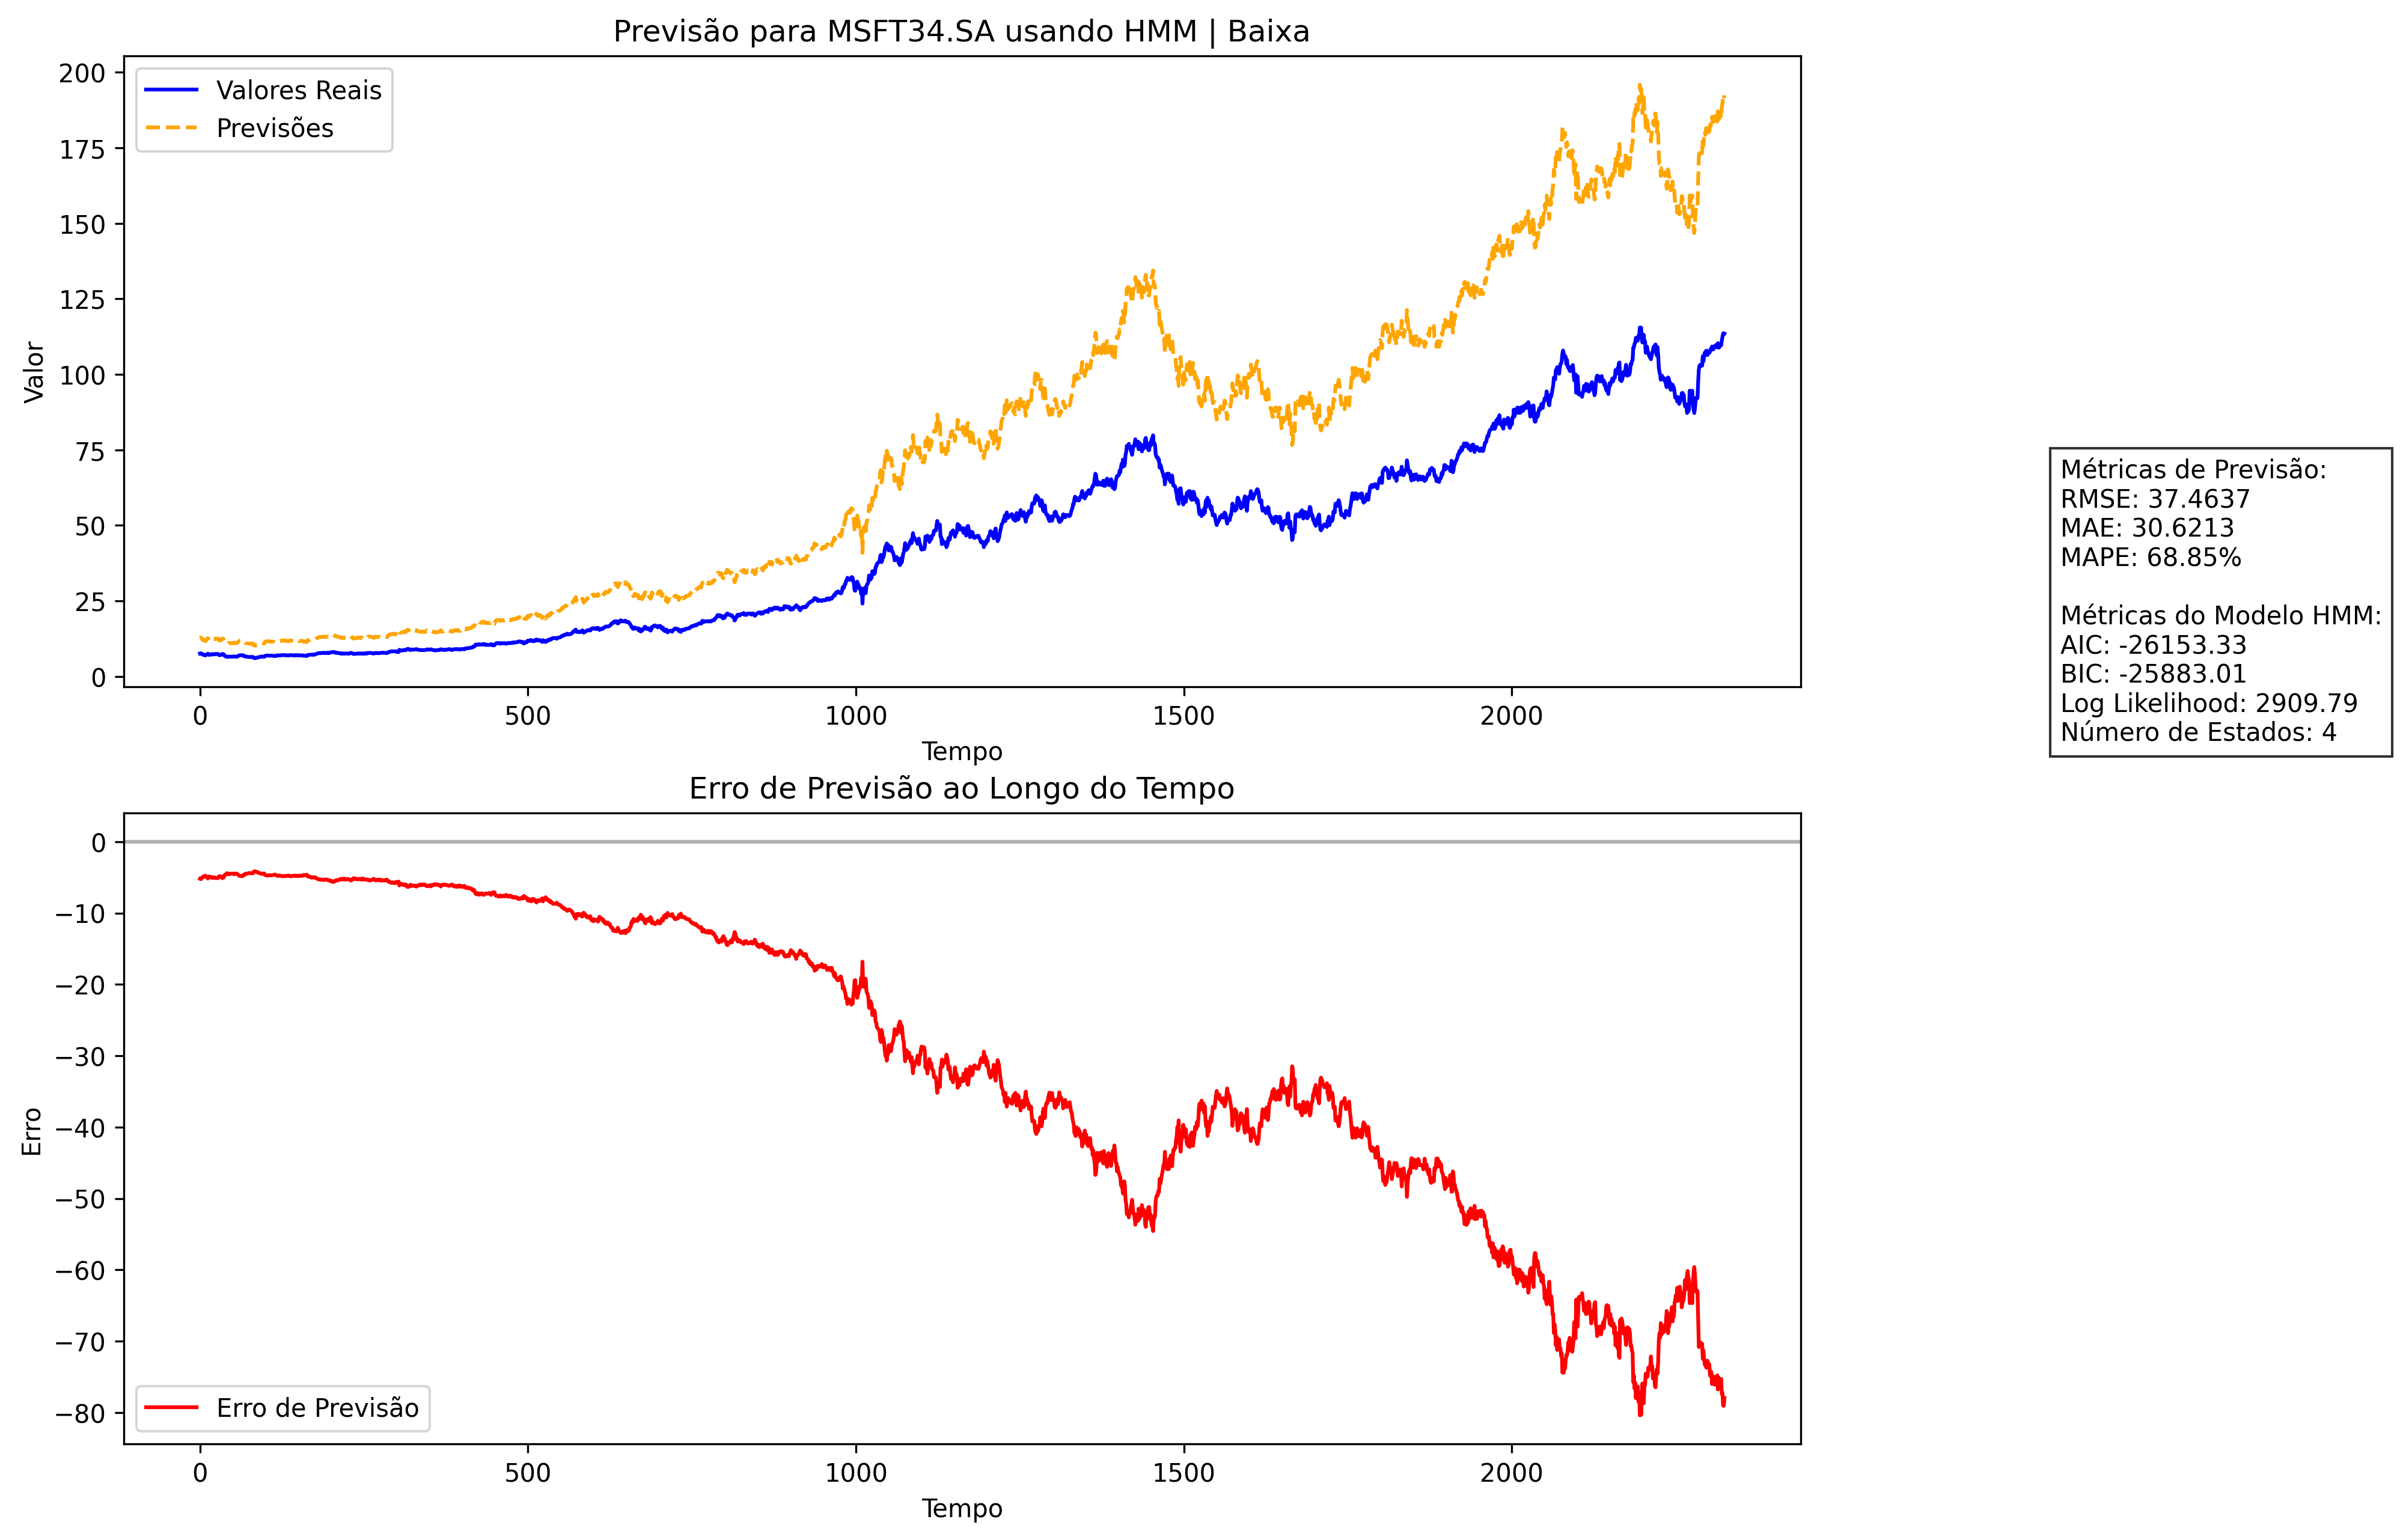 Previsão para MSFT34.SA usando HMM | Baixa
Valores Reais
Previsões
200
175
150
125
100
75
50
25
0
Valor
0 500 1000 1500 2000
Tempo
Métricas de Previsão:
RMSE: 37.4637
MAE: 30.6213
MAPE: 68.85%
Métricas do Modelo HMM:
AIC: -26153.33
BIC: -25883.01
Log Likelihood: 2909.79
Número de Estados: 4
Erro de Previsão ao Longo do Tempo
0
−10
−20
−30
−40
−50
−60
−70
−80
Erro
Erro de Previsão
0 500 1000 1500 2000
Tempo